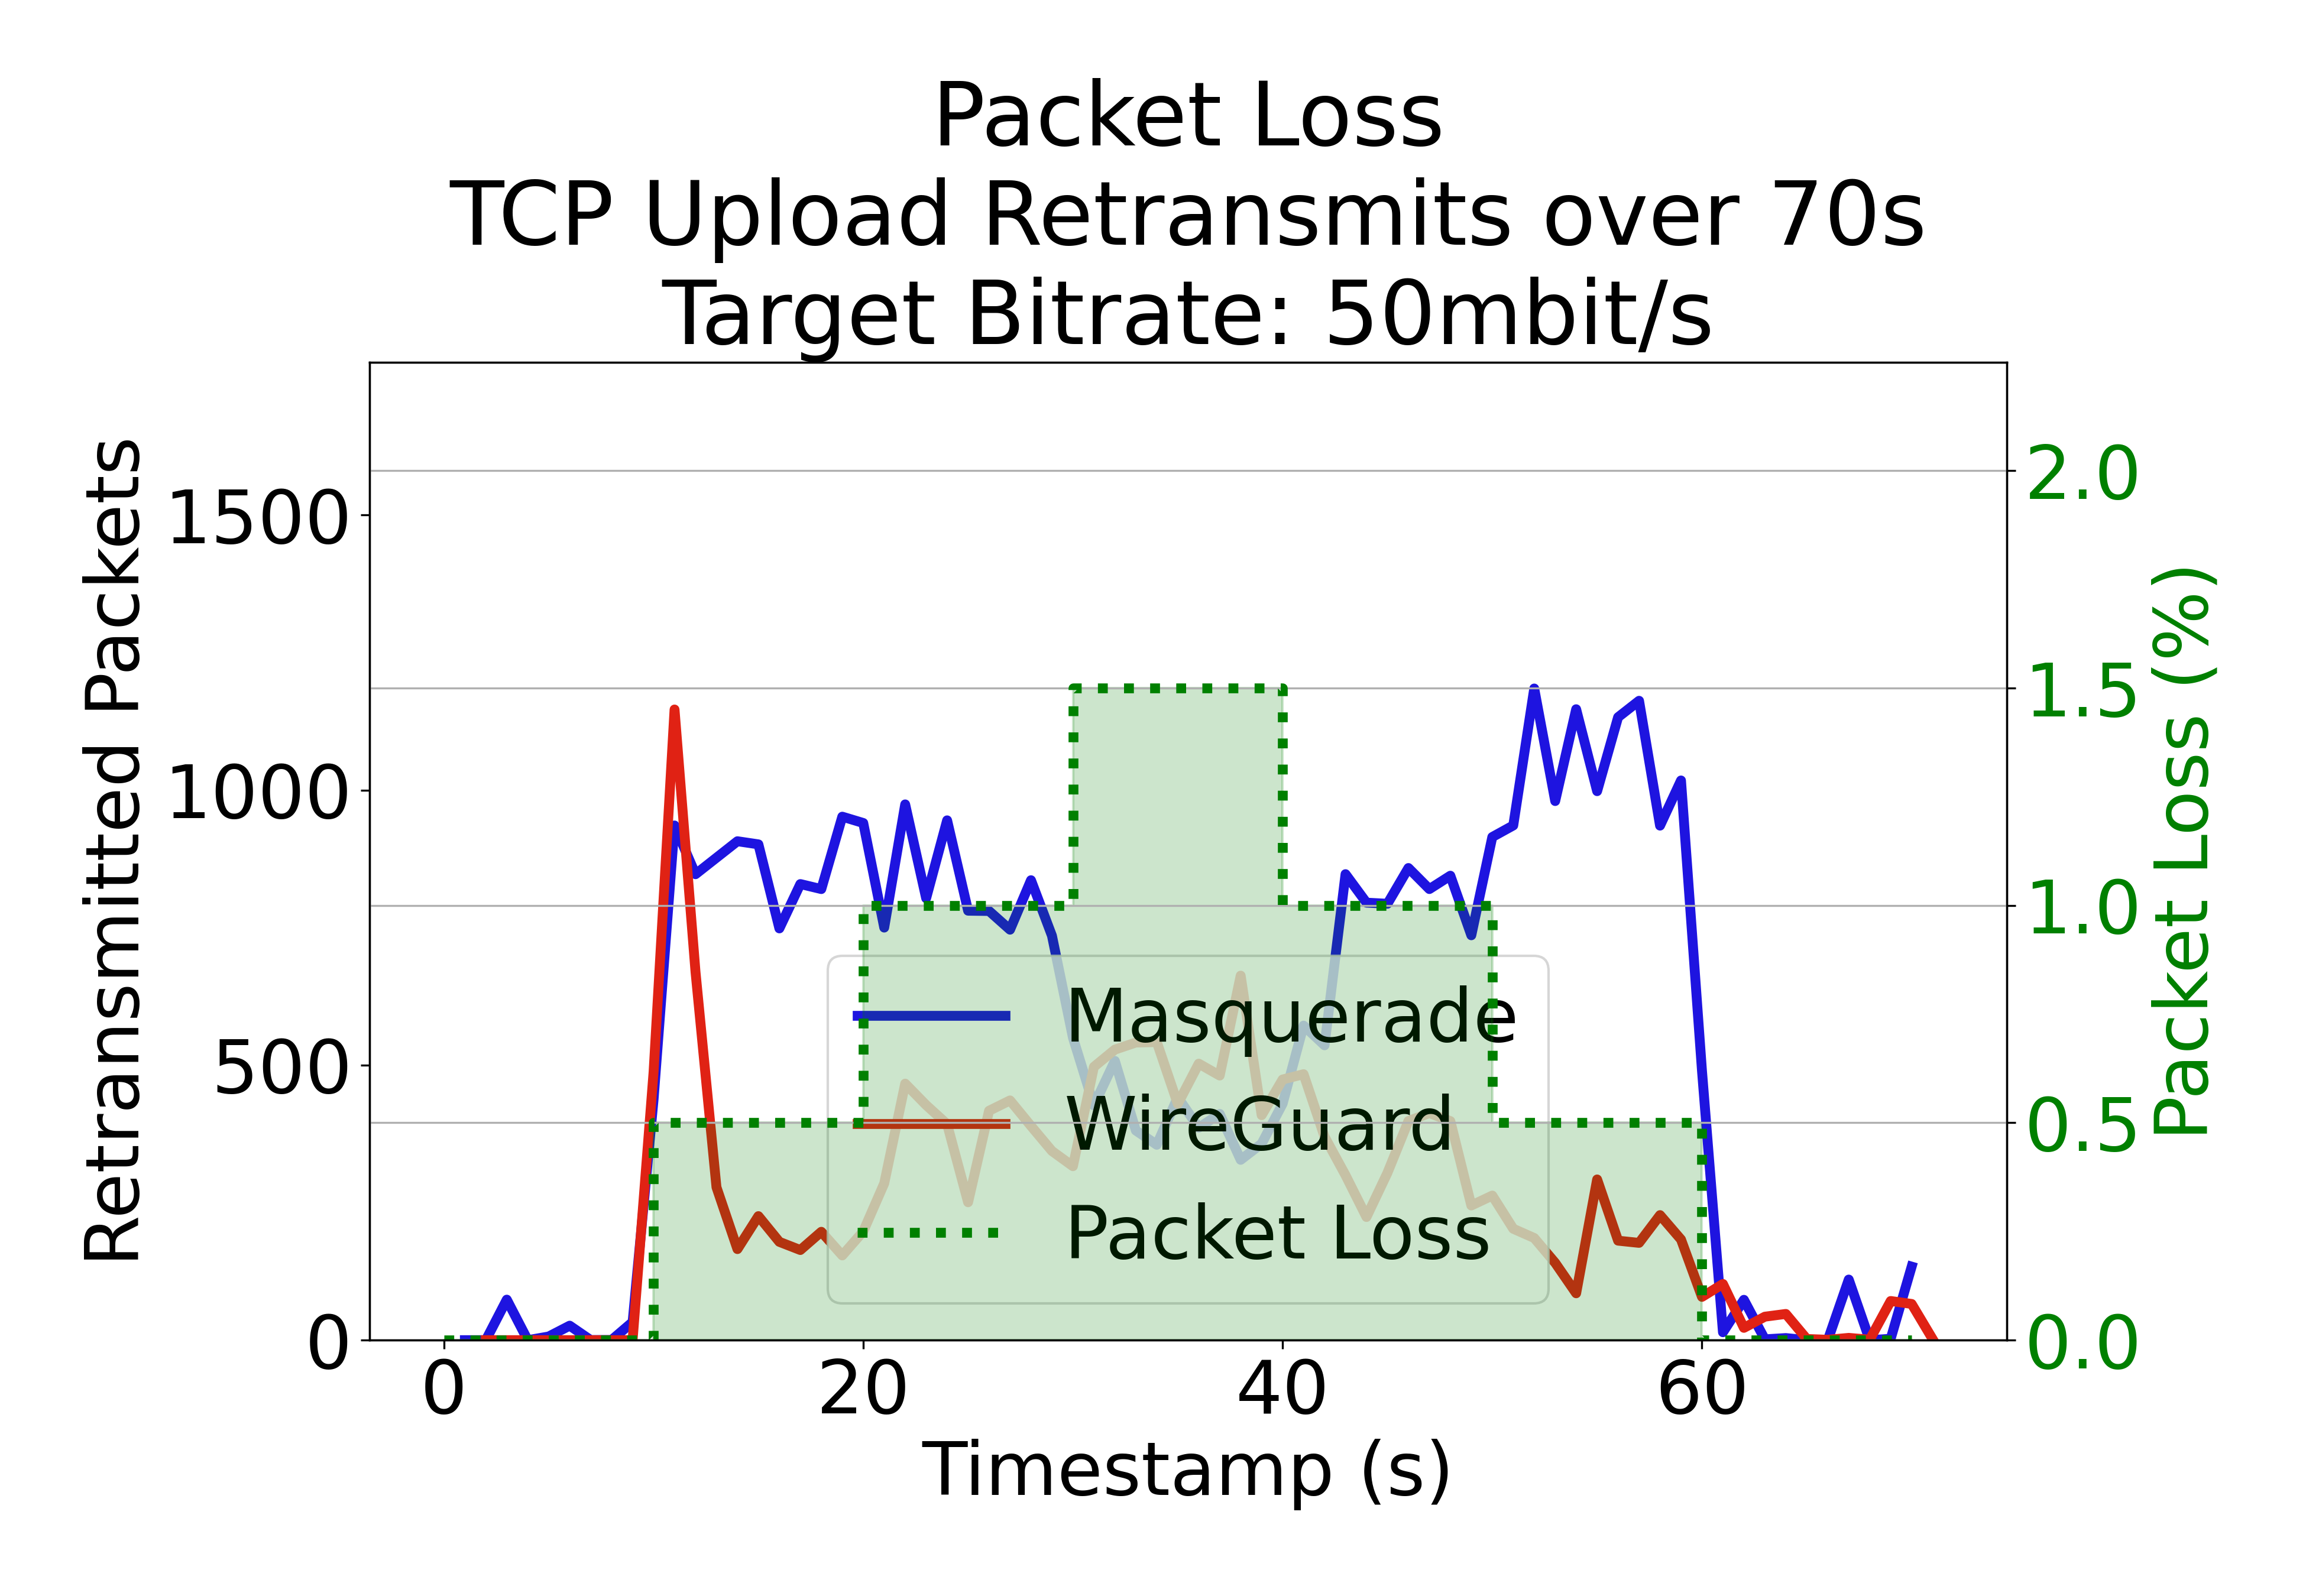 Packet Loss
TCP Upload Retransmits over 70s
Target Bitrate: 50mbit/s
Retransmitted Packets
1500
1000
500
0
2.0
1.5
1.0
0.5
0.0
Packet Loss (%)
Masquerade
WireGuard
Packet Loss
0 20 40 60
Timestamp (s)